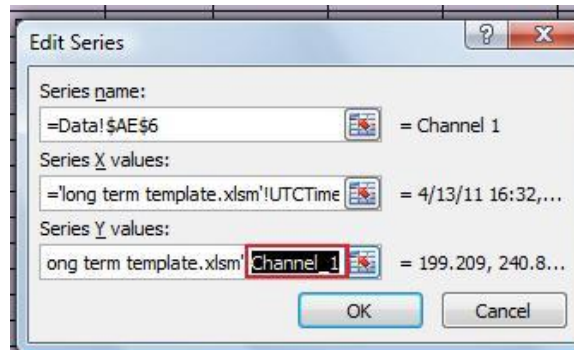 Edit Series
Series name:
=Data!$AE$6 = Channel 1
Series X values:
='long term template.xlsm'!UTCTime = 4/13/11 16:32,...
Series Y values:
ong term template.xlsm' Channel_1 = 199.209, 240.8...
OK Cancel